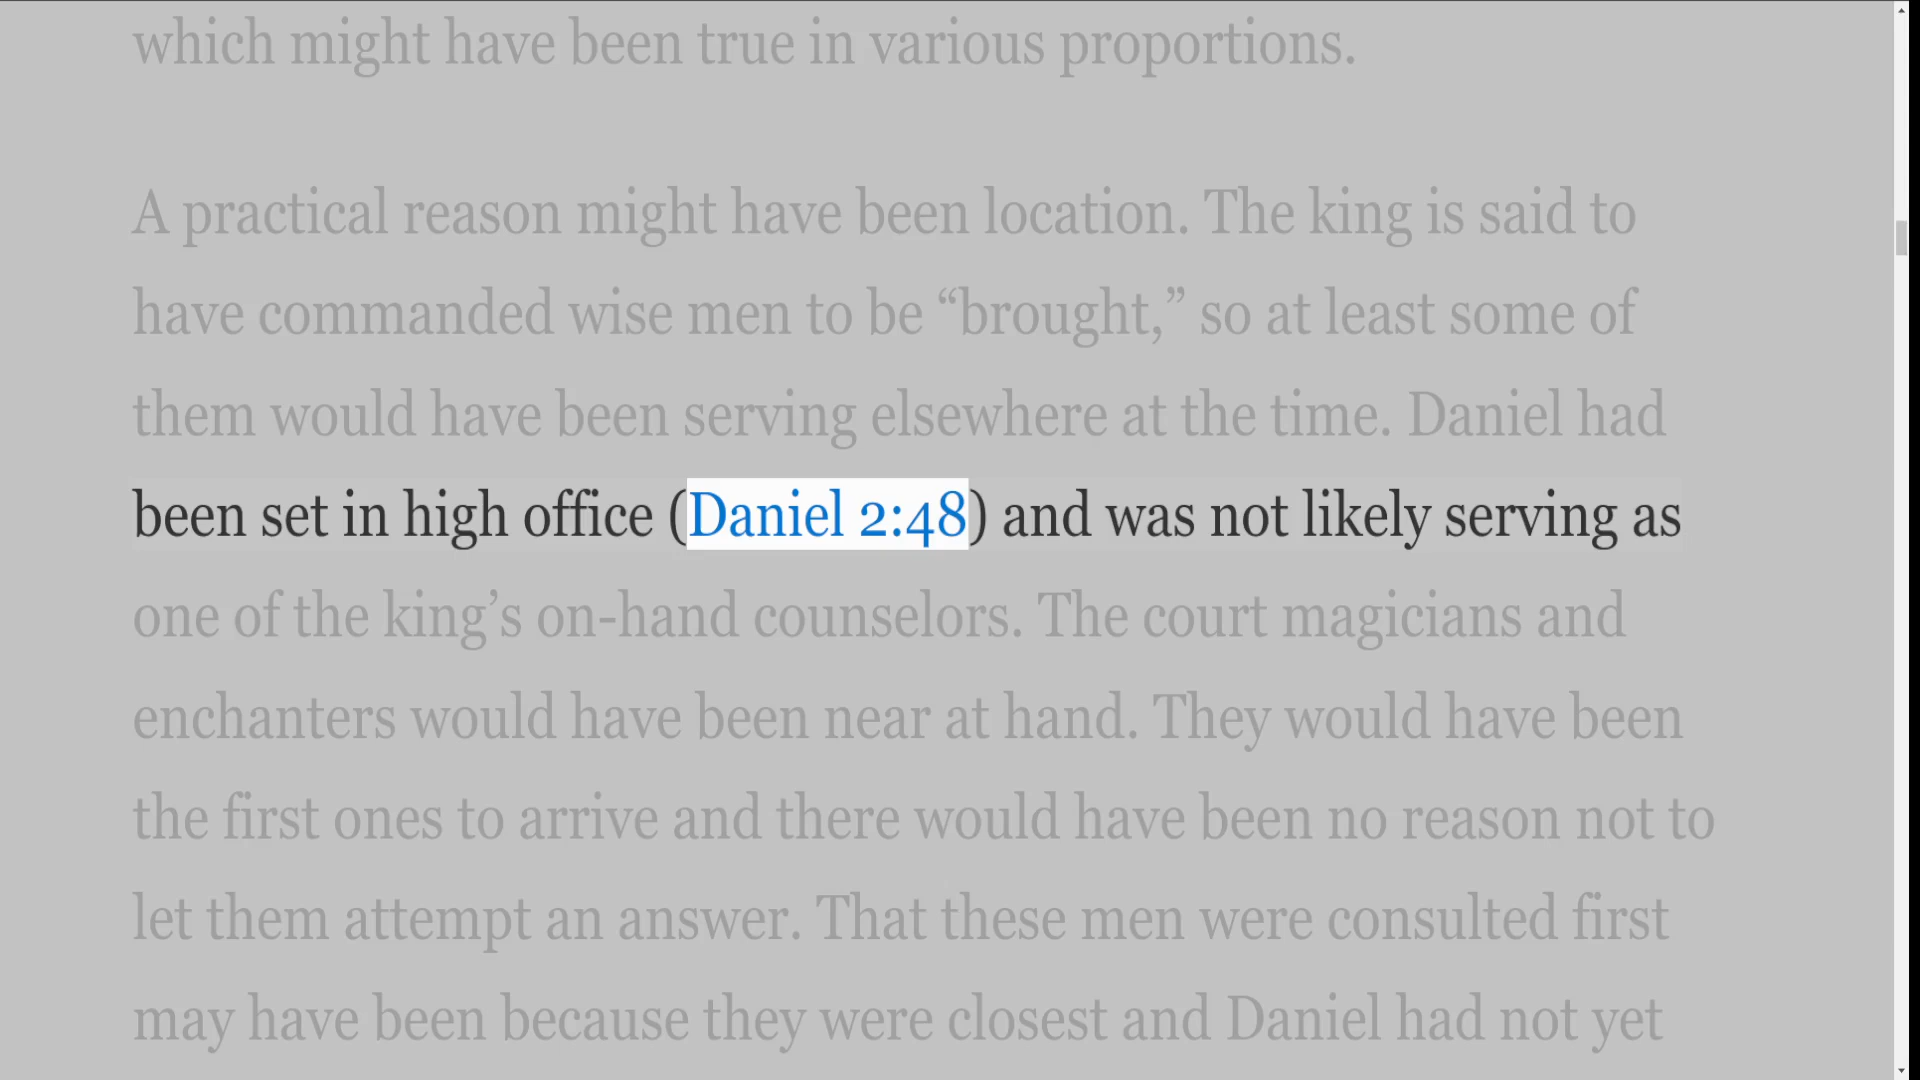 which might have been true in various proportions.
A practical reason might have been location. The king is said to
have commanded wise men to be “brought,” so at least some of
them would have been serving elsewhere at the time. Daniel had
been set in high office (Daniel 2:48) and was not likely serving as
one of the king’s on-hand counselors. The court magicians and
enchanters would have been near at hand. They would have been
the first ones to arrive and there would have been no reason not to
let them attempt an answer. That these men were consulted first
may have been because they were closest and Daniel had not yet